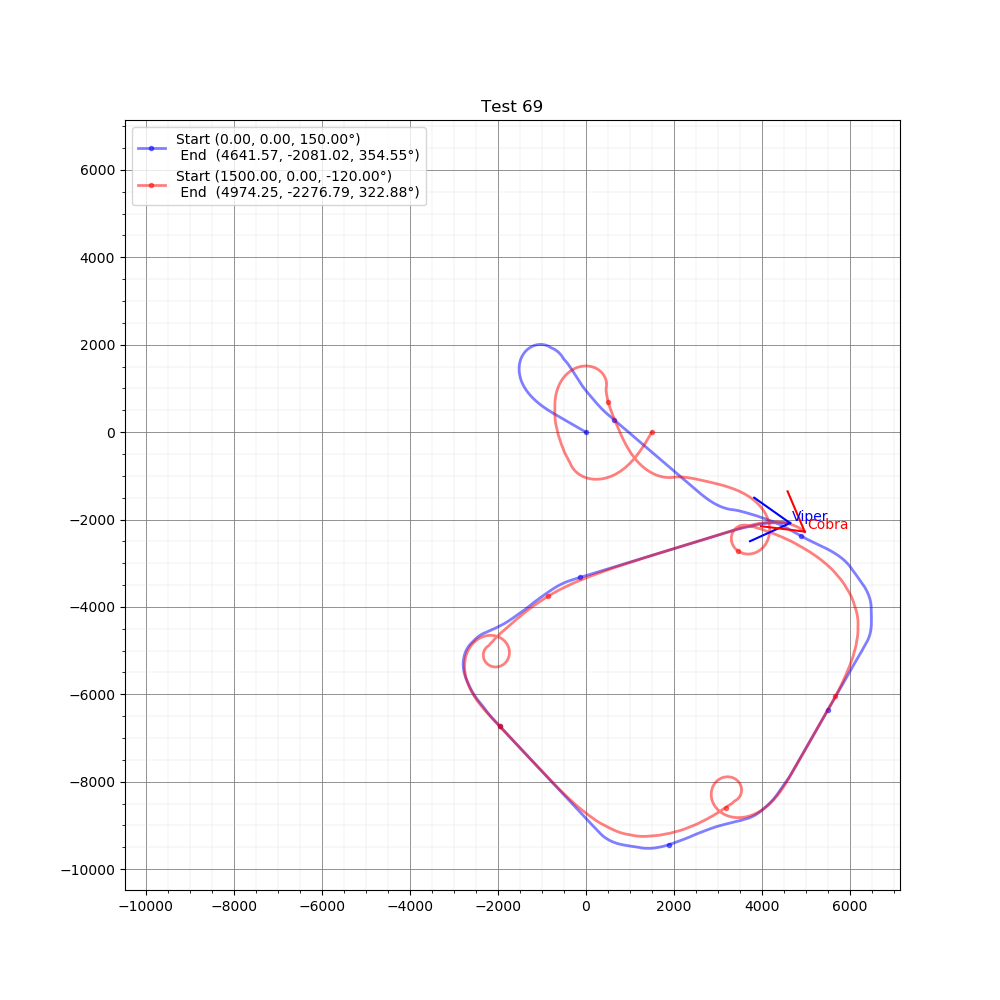 Test 69
Start (0.00, 0.00, 150.00°)
End (4641.57, -2081.02, 354.55°)
Start (1500.00, 0.00, -120.00°)
End (4974.25, -2276.79, 322.88°)
6000
4000
2000
0
−2000
Viper
Cobra
−4000
−6000
−8000
−10000
−10000 −8000 −6000 −4000 −2000 0 2000 4000 6000